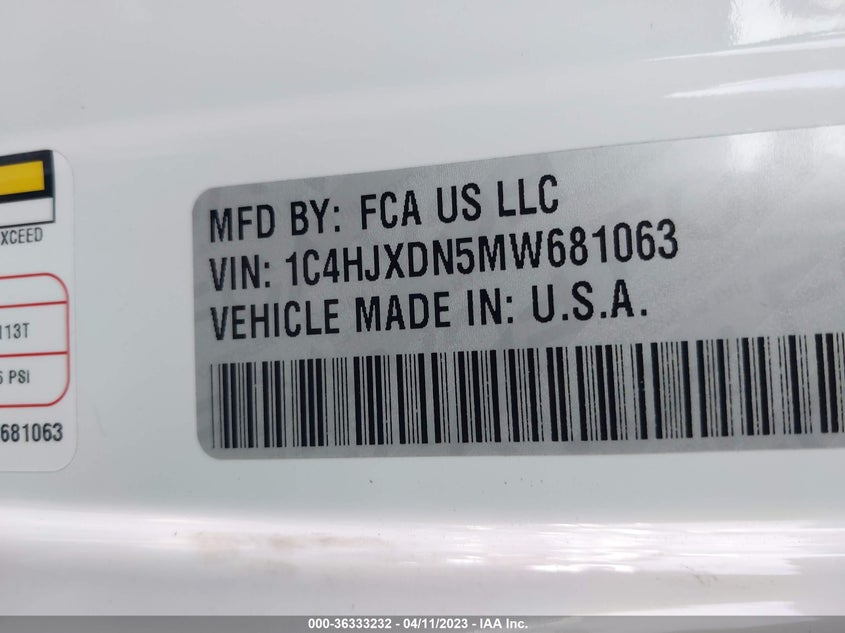 XCEED
113T
PSI
681063
MFD BY: FCA US LLC
VIN: 1C4HJXDN5MW681063
VEHICLE MADE IN: U.S.A.
000-36333232 - 04/11/2023 - IAA Inc.